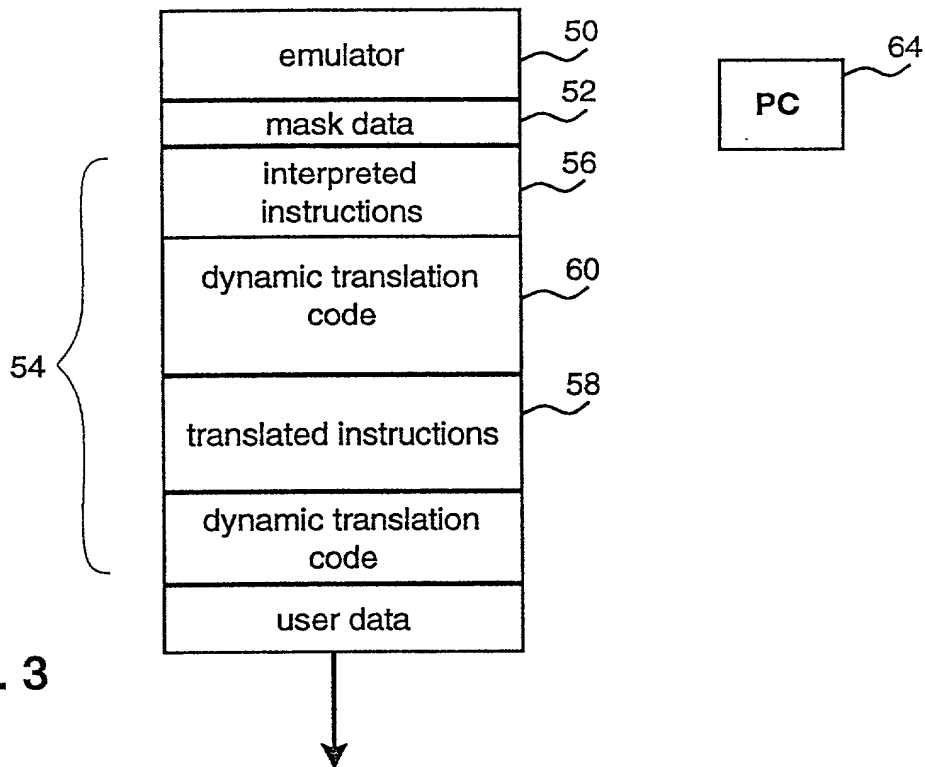 emulator
50
64
PC
mask data
52
interpreted
instructions
56
dynamic translation
code
60
54
58
translated instructions
dynamic translation
code
user data
. 3